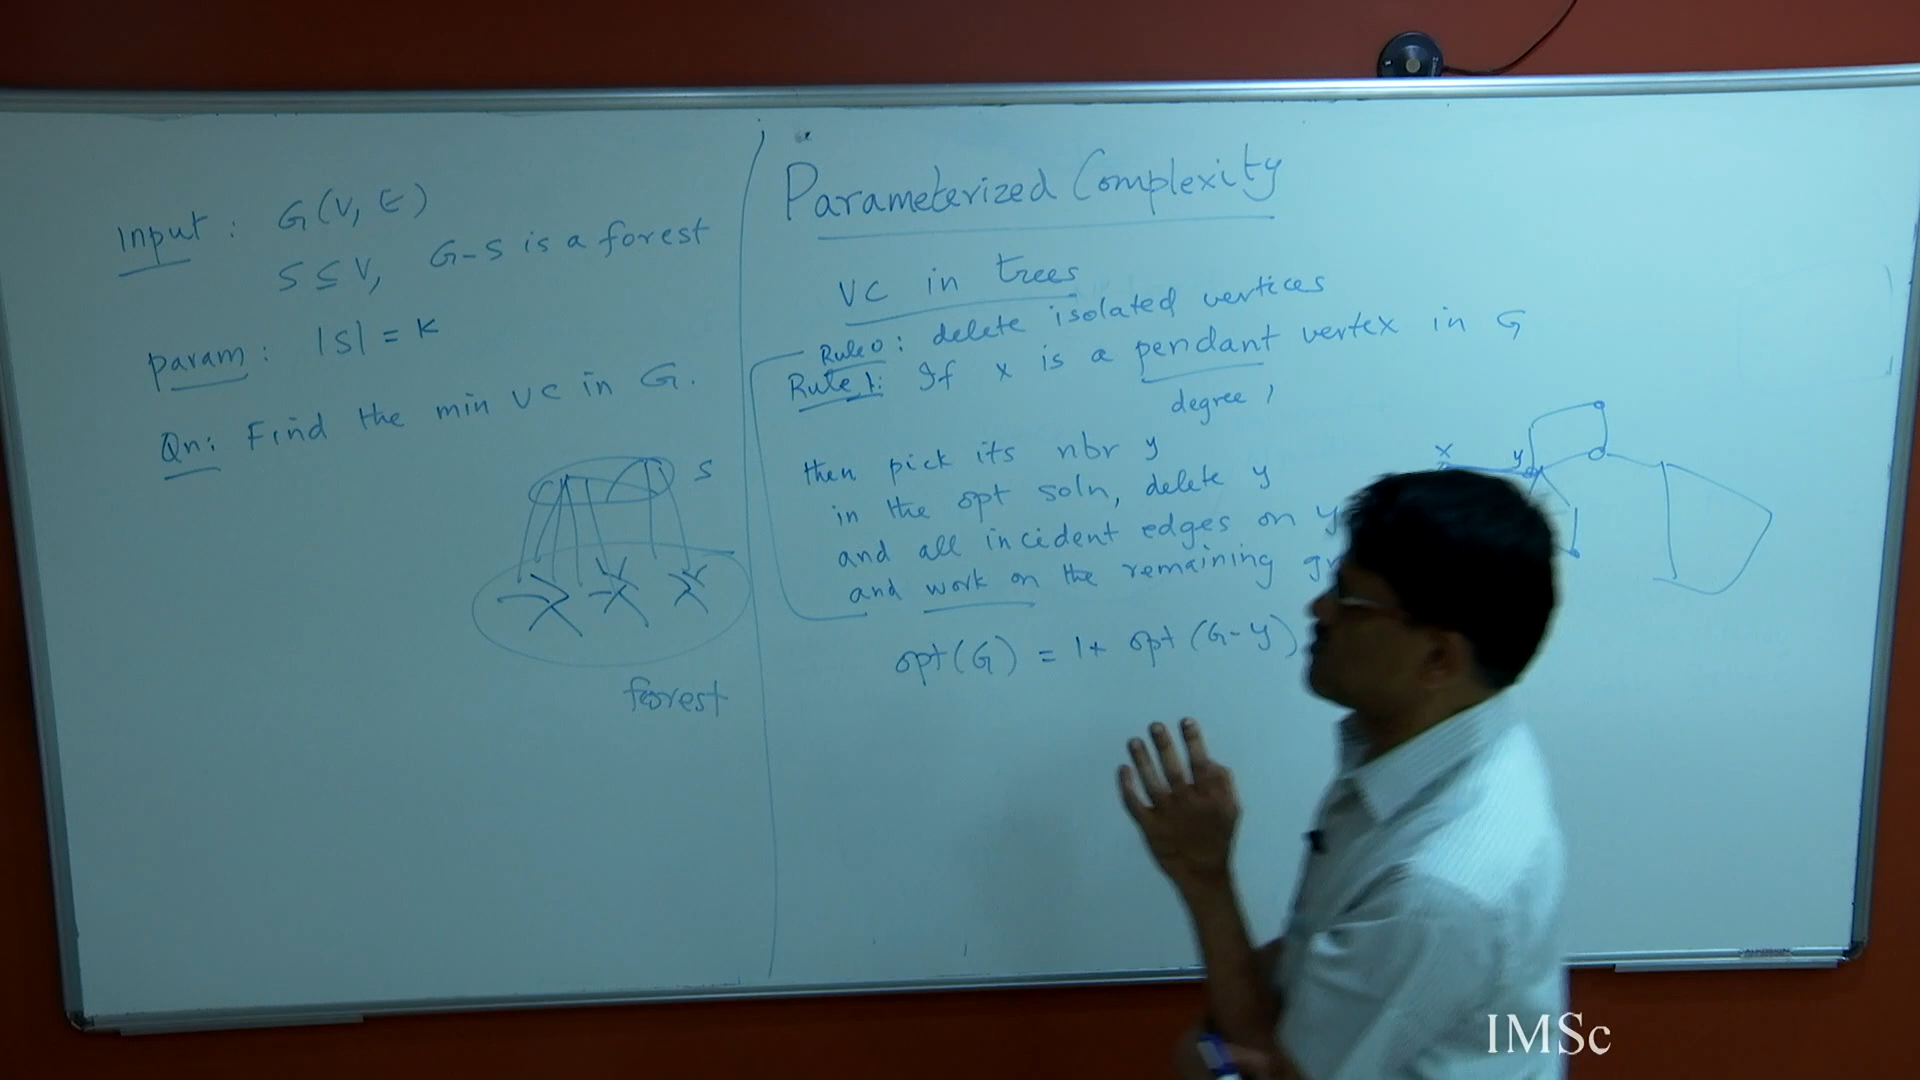 Input : G(V, E)
S ⊆ V, G-S is a forest
param : |S| = k
Qn: Find the min VC in G.
S
forest
Parameterized Complexity
VC in trees
Rule 0 : delete isolated vertices
Rule 1: If x is a pendant vertex in G
degree 1
then pick its nbr y
in the opt soln, delete y
and all incident edges on y
and work on the remaining
opt(G) = 1+ opt(G-y)
x y
IMSc